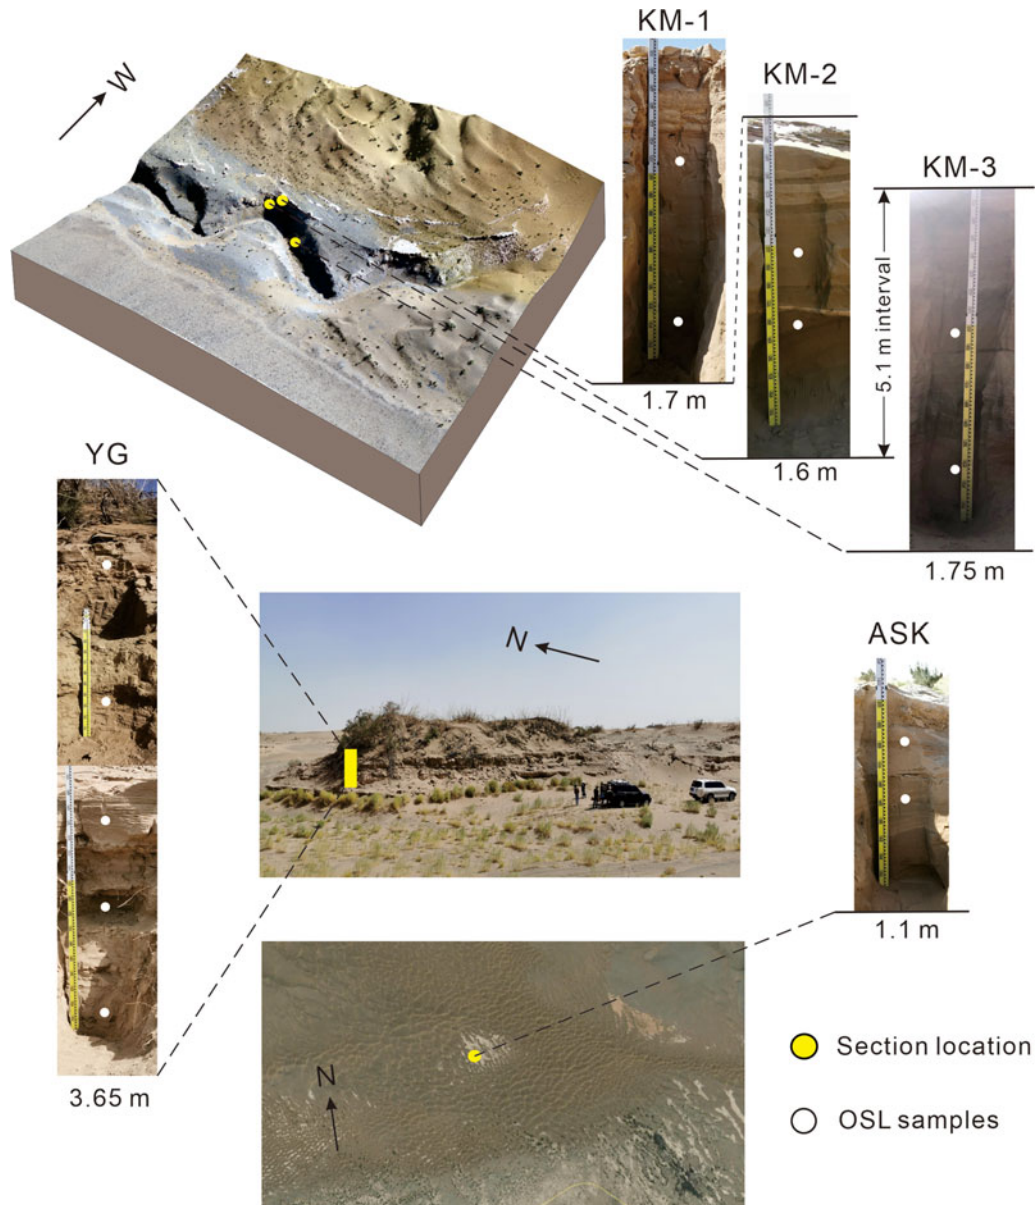 KM-1
KM-2
W
KM-3
5.1 m interval
1.7 m
1.6 m
YG
1.75 m
N
ASK
1.1 m
Section location
N
3.65 m
OSL samples